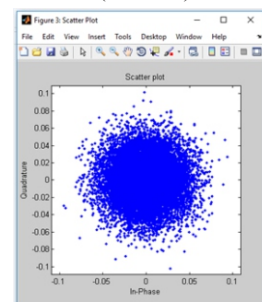 Figure 3: Scatter Plot
File Edit View Insert Tools Desktop Window Help
Scatter plot
0.1
0.08
0.06
0.04
0.02
0
-0.02
-0.04
-0.06
-0.08
-0.1
Quadrature
-0.1 -0.05 0 0.05 0.1
In-Phase